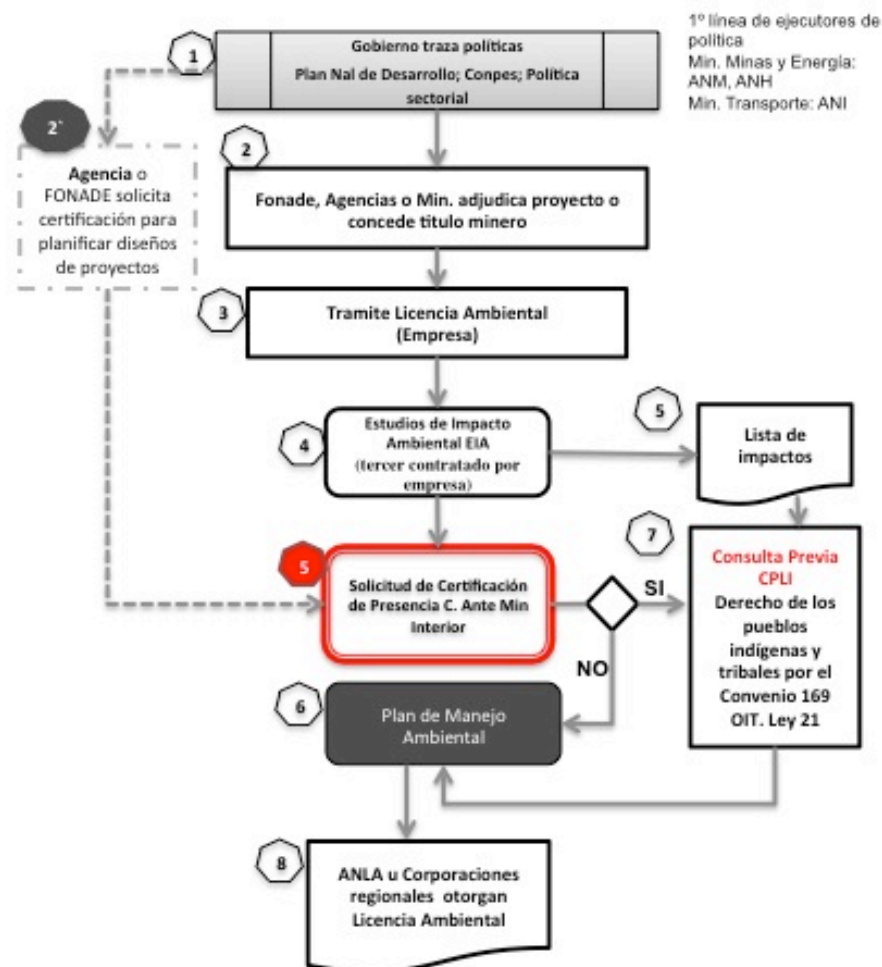 1º línea de ejecutores de
política
Min. Minas y Energía:
ANM, ANH
Min. Transporte: ANI
1
Gobierno traza políticas
Plan Nal de Desarrollo; Conpes; Política
sectorial
2`
Agencia o
FONADE solicita
certificación para
planificar diseños
de proyectos
2
Fonade, Agencias o Min. adjudica proyecto o
concede titulo minero
3
Tramite Licencia Ambiental
(Empresa)
4
Estudios de Impacto
Ambiental EIA
(tercer contratado por
empresa)
5
Lista de
impactos
5
Solicitud de Certificación
de Presencia C. Ante Min
Interior
SI
NO
7
Consulta Previa
CPLI
Derecho de los
pueblos
indígenas y
tribales por el
Convenio 169
OIT. Ley 21
6
Plan de Manejo
Ambiental
8
ANLA u Corporaciones
regionales otorgan
Licencia Ambiental